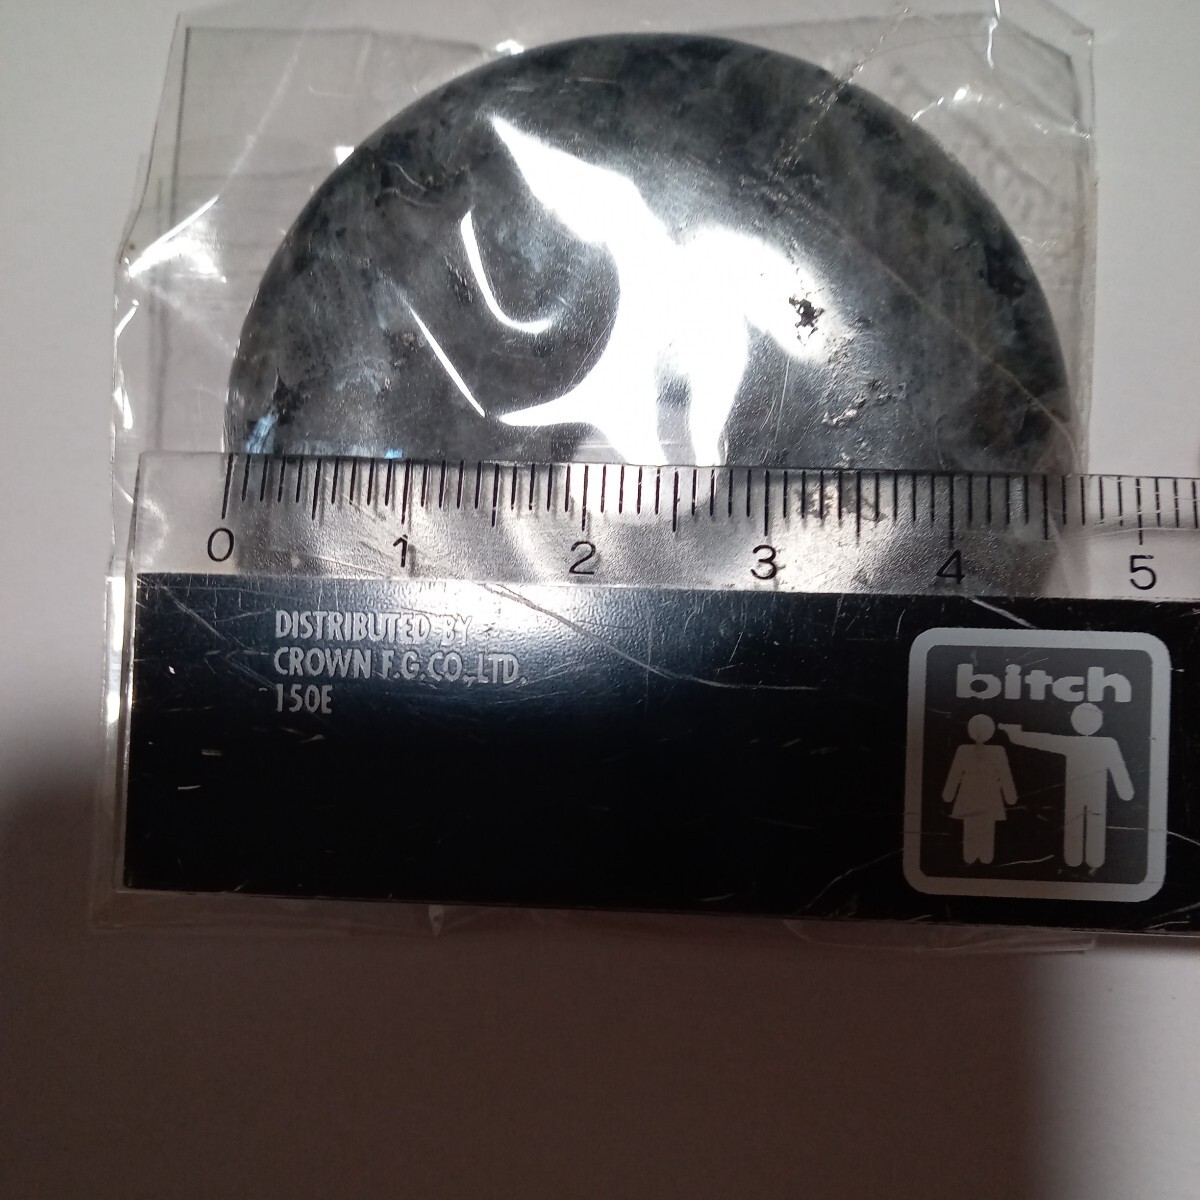 0 1 2 3 4 5
DISTRIBUTED BY
CROWN F.G.CO.,LTD.
150E
bitch